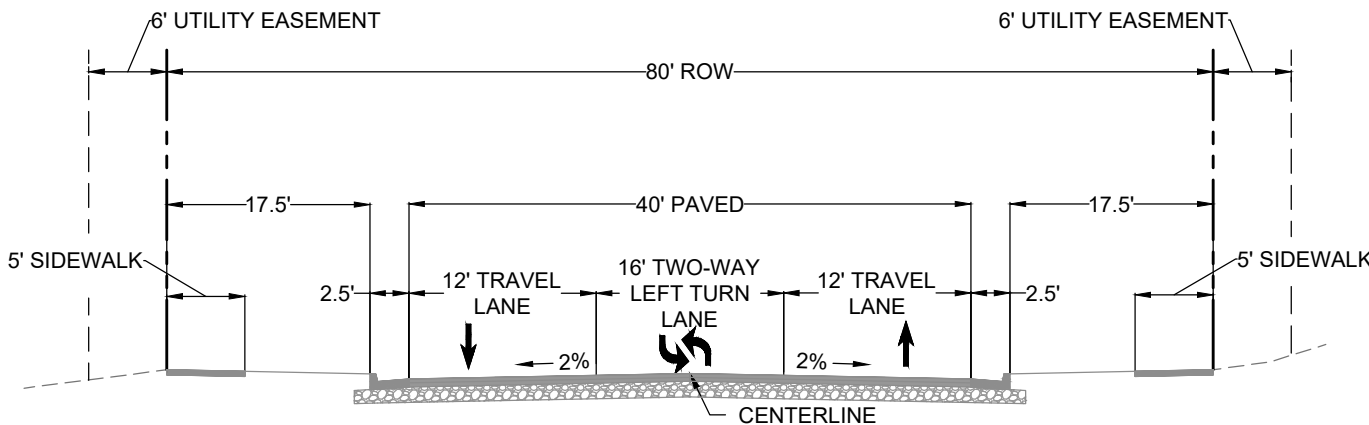 6' UTILITY EASEMENT
6' UTILITY EASEMENT
80' ROW
17.5'
40' PAVED
17.5'
5' SIDEWALK
5' SIDEWALK
2.5'
12' TRAVEL
LANE
16' TWO-WAY
LEFT TURN
LANE
12' TRAVEL
LANE
2.5'
2%
2%
CENTERLINE